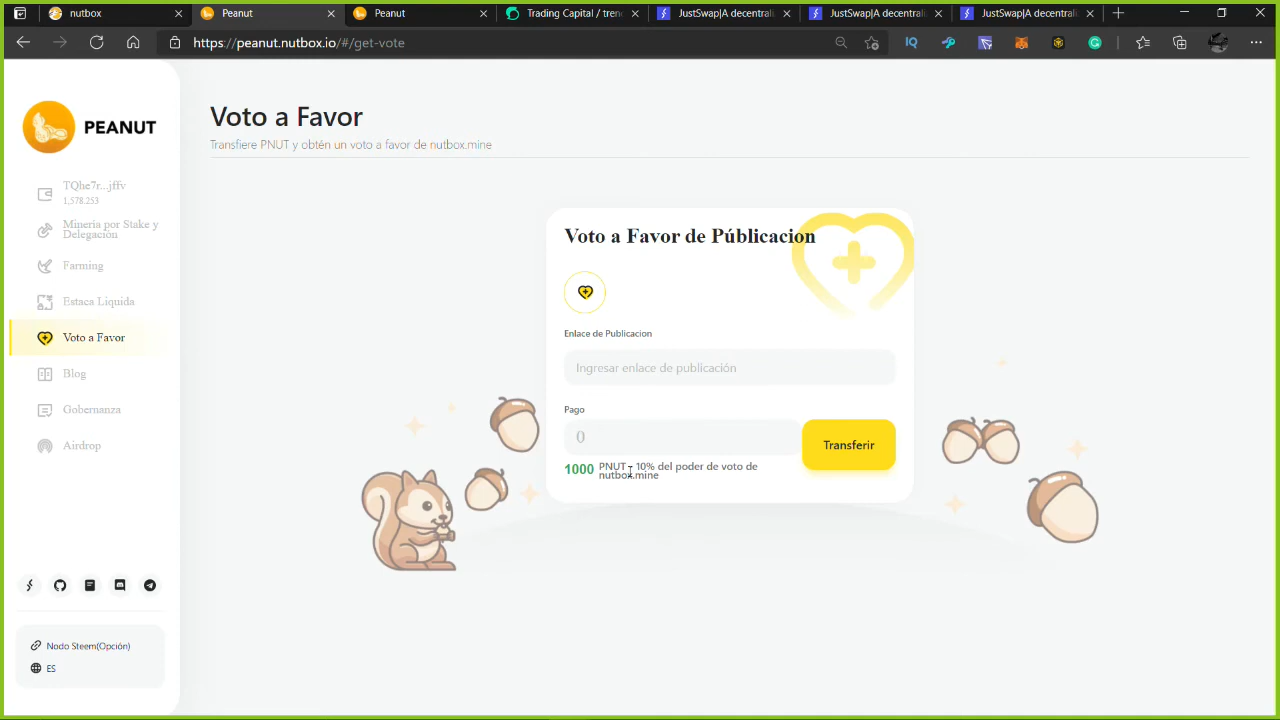 nutbox
Peanut
Peanut
Trading Capital / tren
JustSwap|A decentrali
JustSwap|A decentrali
JustSwap|A decentrali
https://peanut.nutbox.io/#/get-vote
IQ
PEANUT
TQhe7r...jffv
1,578.253
Minería por Stake y
Delegación
Farming
Estaca Liquida
Voto a Favor
Blog
Gobernanza
Airdrop
Nodo Steem(Opción)
ES
Voto a Favor
Transfiere PNUT y obtén un voto a favor de nutbox.mine
Voto a Favor de Públicacion
Enlace de Publicacion
Ingresar enlace de publicación
Pago
0
Transferir
1000 PNUT - 10% del poder de voto de
nutbox.mine